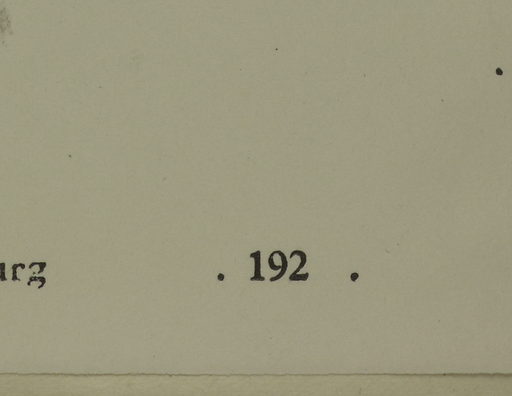 urg . 192 .